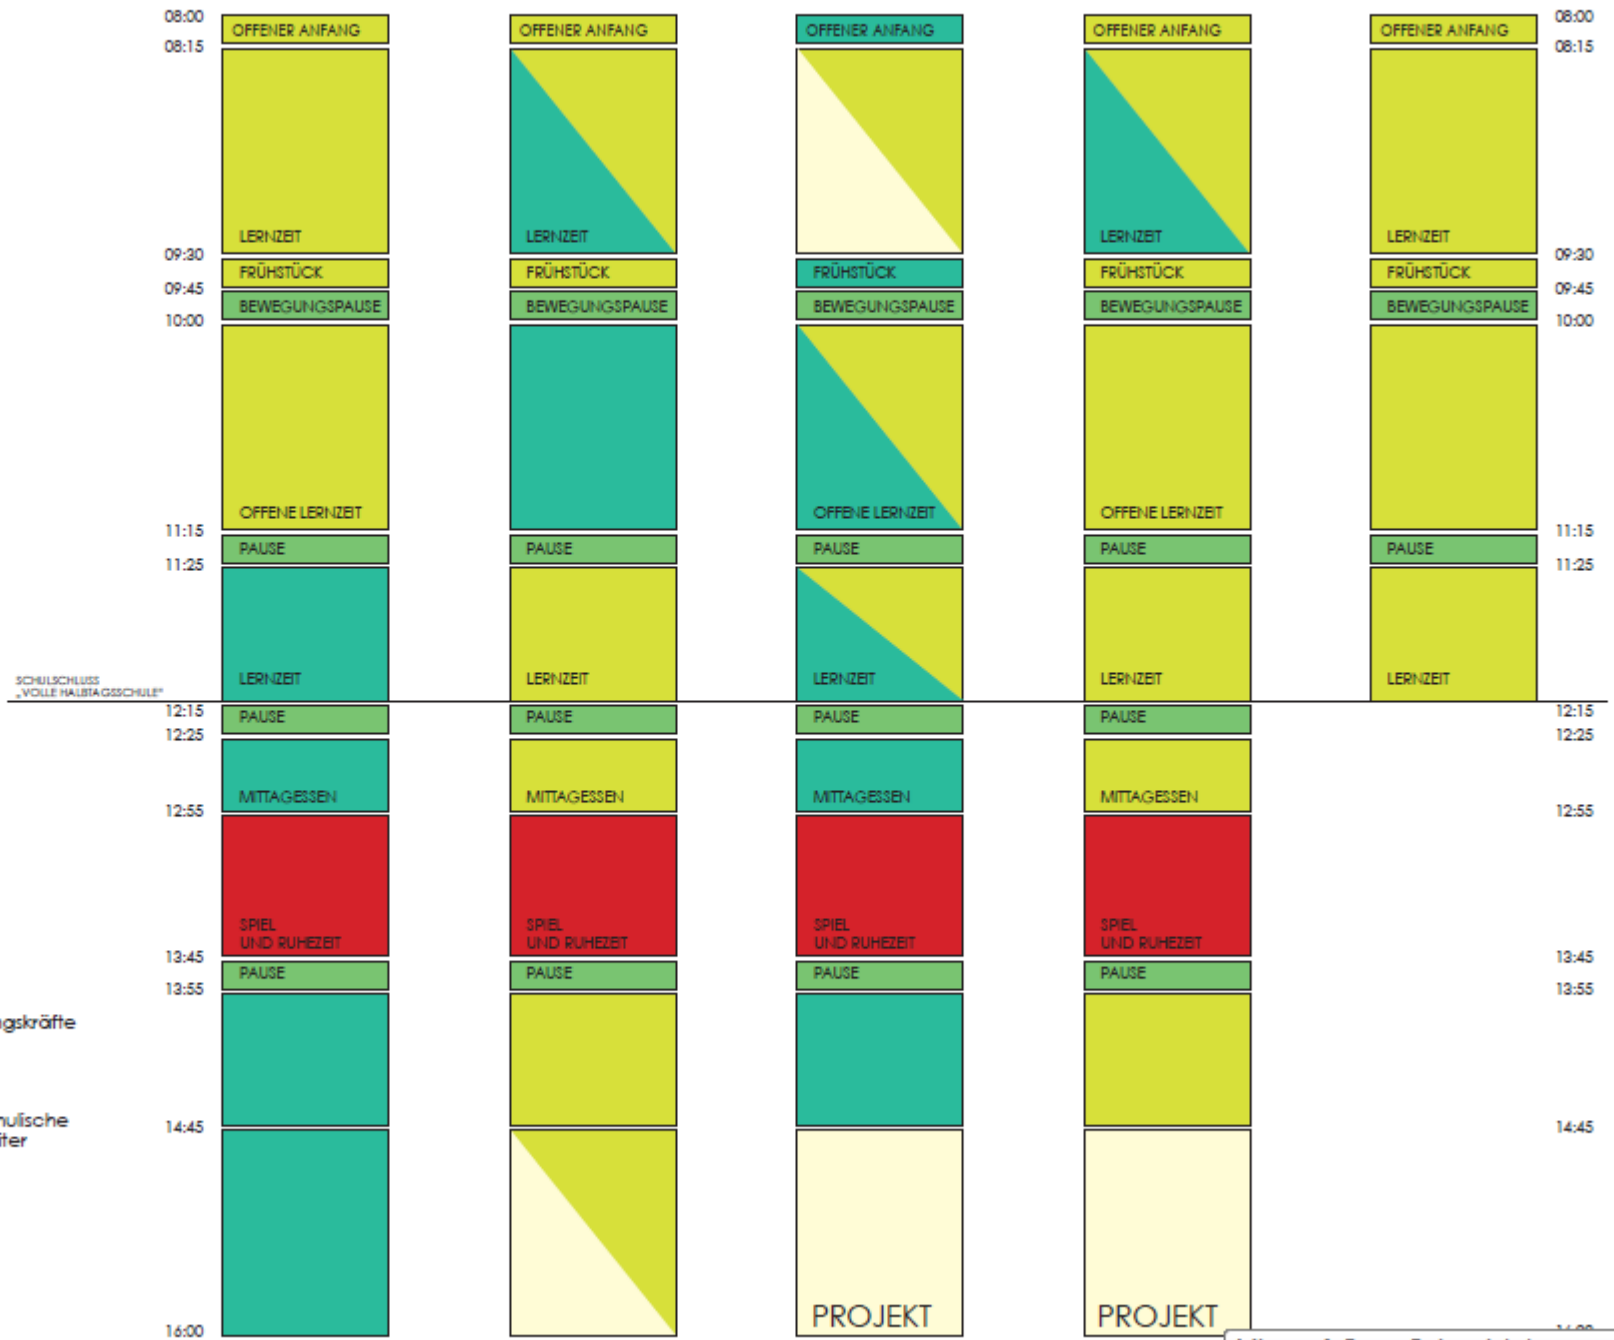 08:00 OFFENER ANFANG OFFENER ANFANG OFFENER ANFANG OFFENER ANFANG OFFENER ANFANG 08:00
08:15 08:15
LERNZEIT LERNZEIT LERNZEIT LERNZEIT
09:30 09:30
FRÜHSTÜCK FRÜHSTÜCK FRÜHSTÜCK FRÜHSTÜCK FRÜHSTÜCK
09:45 09:45
BEWEGUNGSPAUSE BEWEGUNGSPAUSE BEWEGUNGSPAUSE BEWEGUNGSPAUSE BEWEGUNGSPAUSE
10:00 10:00
OFFENE LERNZEIT OFFENE LERNZEIT OFFENE LERNZEIT
11:15 11:15
PAUSE PAUSE PAUSE PAUSE PAUSE
11:25 11:25
LERNZEIT LERNZEIT LERNZEIT LERNZEIT LERNZEIT
SCHULSCHLUSS
„VOLLE HALBTAGSSCHULE"
12:15 PAUSE PAUSE PAUSE PAUSE 12:15
12:25 12:25
MITTAGESSEN MITTAGESSEN MITTAGESSEN MITTAGESSEN
12:55 12:55
SPIEL SPIEL SPIEL SPIEL
UND RUHEZEIT UND RUHEZEIT UND RUHEZEIT UND RUHEZEIT
13:45 13:45
PAUSE PAUSE PAUSE PAUSE
13:55 13:55
gskräfte
14:45 14:45
ulische
iter
PROJEKT PROJEKT
16:00